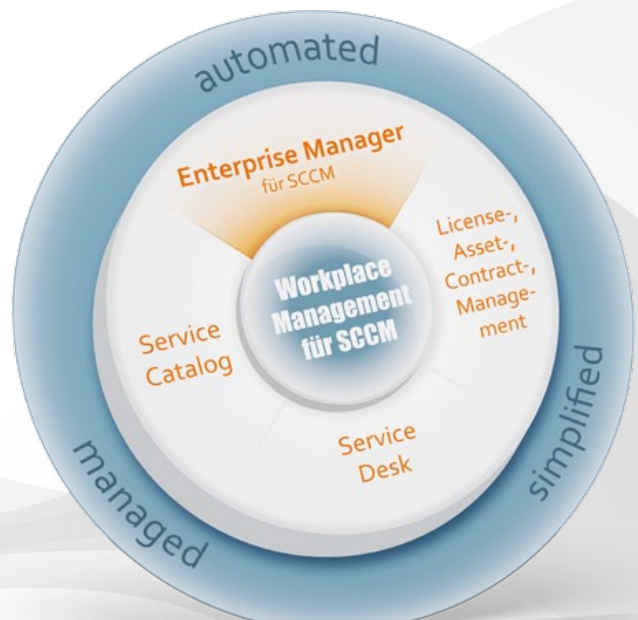 automated
Enterprise Manager
für SCCM
License-,
Asset-,
Contract-,
Manage-
ment
Workplace
Management
für SCCM
Service
Catalog
Service
Desk
managed
simplified